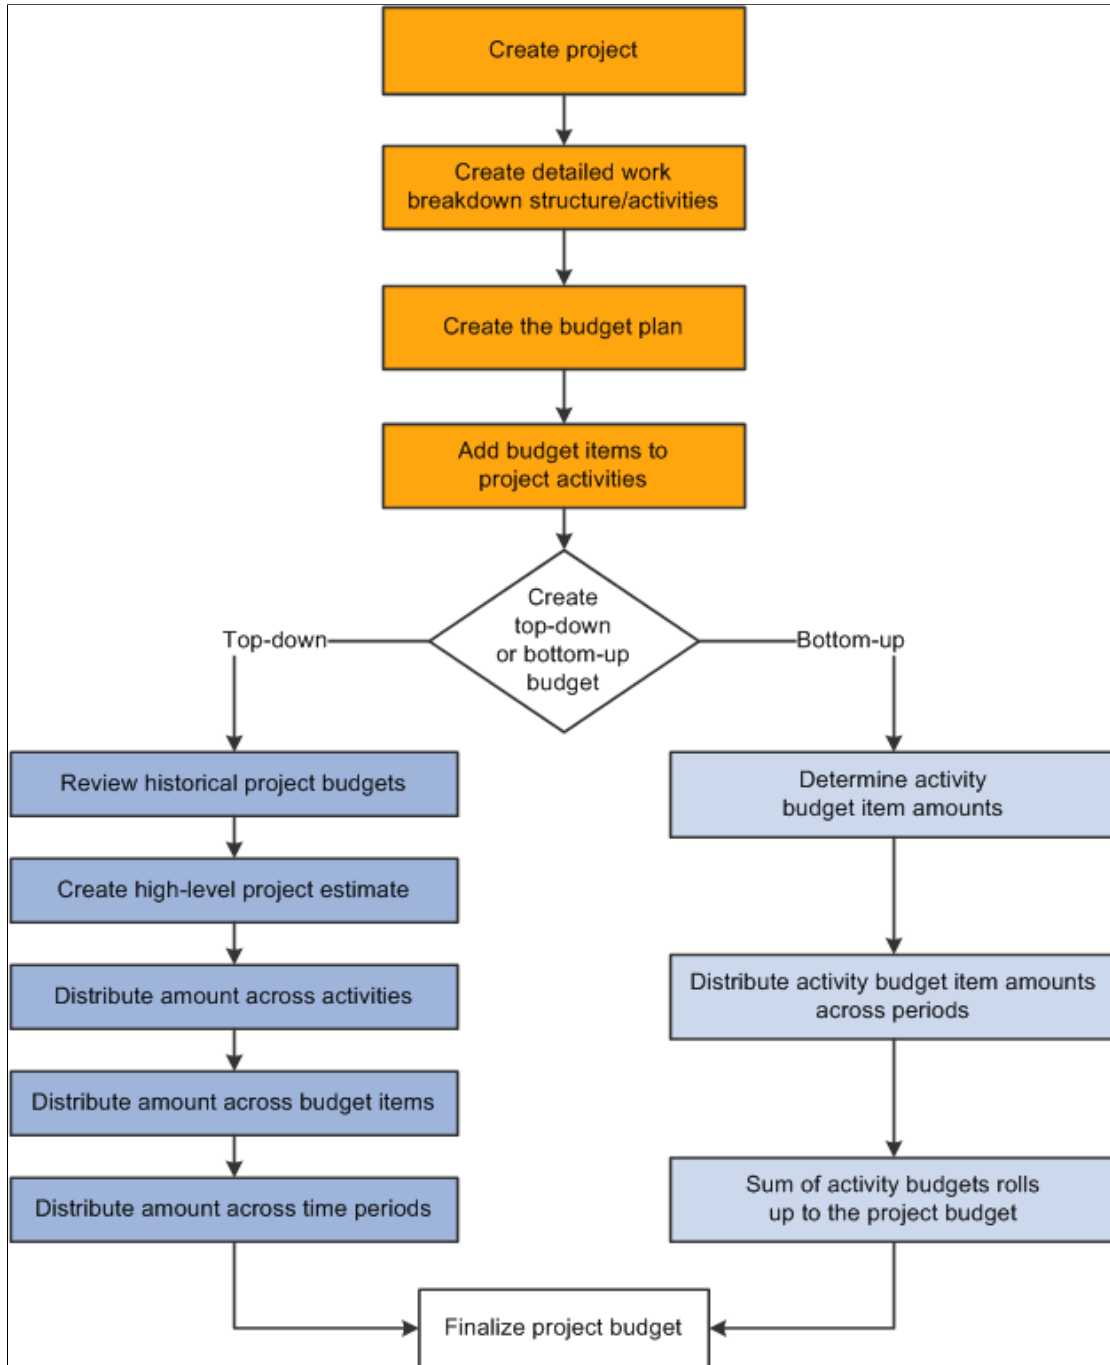 Create project
Create detailed work
breakdown structure/activities
Create the budget plan
Add budget items to
project activities
Create
top-down
or bottom-up
budget
Top-down
Bottom-up
Review historical project budgets
Create high-level project estimate
Distribute amount across activities
Distribute amount across budget items
Distribute amount across time periods
Determine activity
budget item amounts
Distribute activity budget item amounts
across periods
Sum of activity budgets rolls
up to the project budget
Finalize project budget